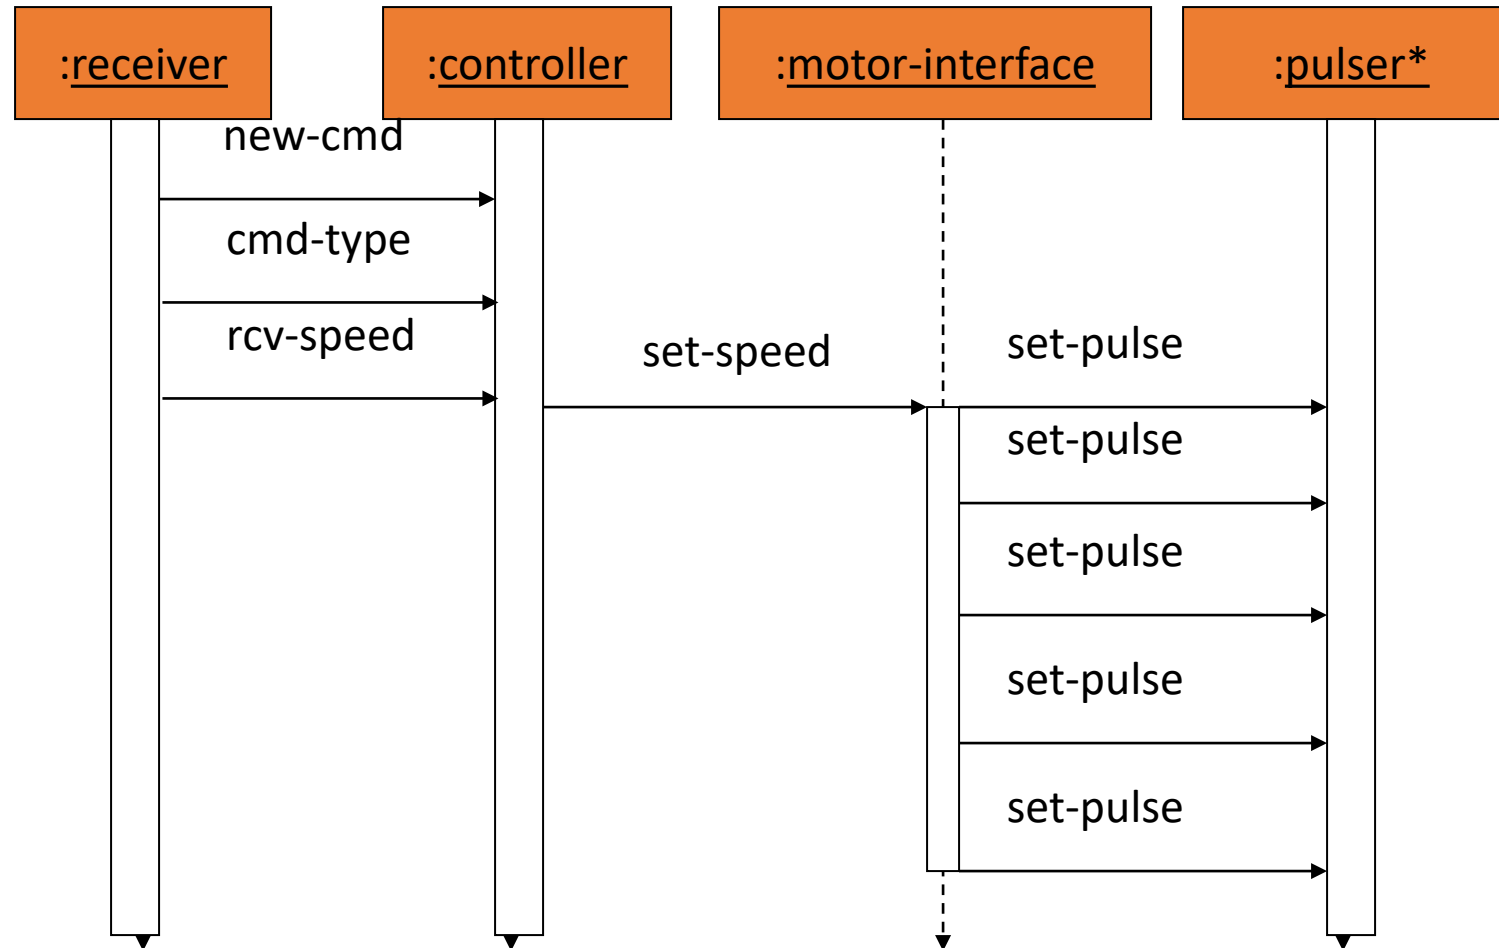 :receiver
:controller
:motor-interface
:pulser*
new-cmd
cmd-type
rcv-speed
set-speed
set-pulse
set-pulse
set-pulse
set-pulse
set-pulse